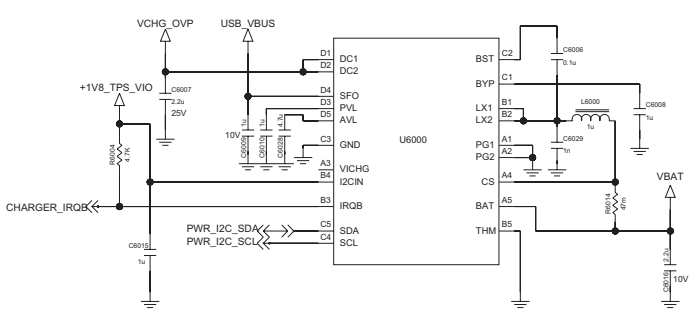 VCHG_OVP
USB_VBUS
+1V8_TPS_VIO
C6007
2.2u
25V
R6004
4.7K
CHARGER_IRQB
C6015
1u
10V
C6009
1u
C6010
1u
C6028
4.7u
PWR_I2C_SDA
PWR_I2C_SCL
D1
D2
D4
D3
D5
C3
A3
B4
B3
C5
C4
DC1
DC2
SFO
PVL
AVL
GND
VICHG
I2CIN
IRQB
SDA
SCL
U6000
BST
BYP
LX1
LX2
PG1
PG2
CS
BAT
THM
C2
C1
B1
B2
A1
A2
A4
A5
B5
C6006
0.1u
L6000
1u
C6008
1u
C6029
1n
R6014
47m
VBAT
2.2u
C6016
10V